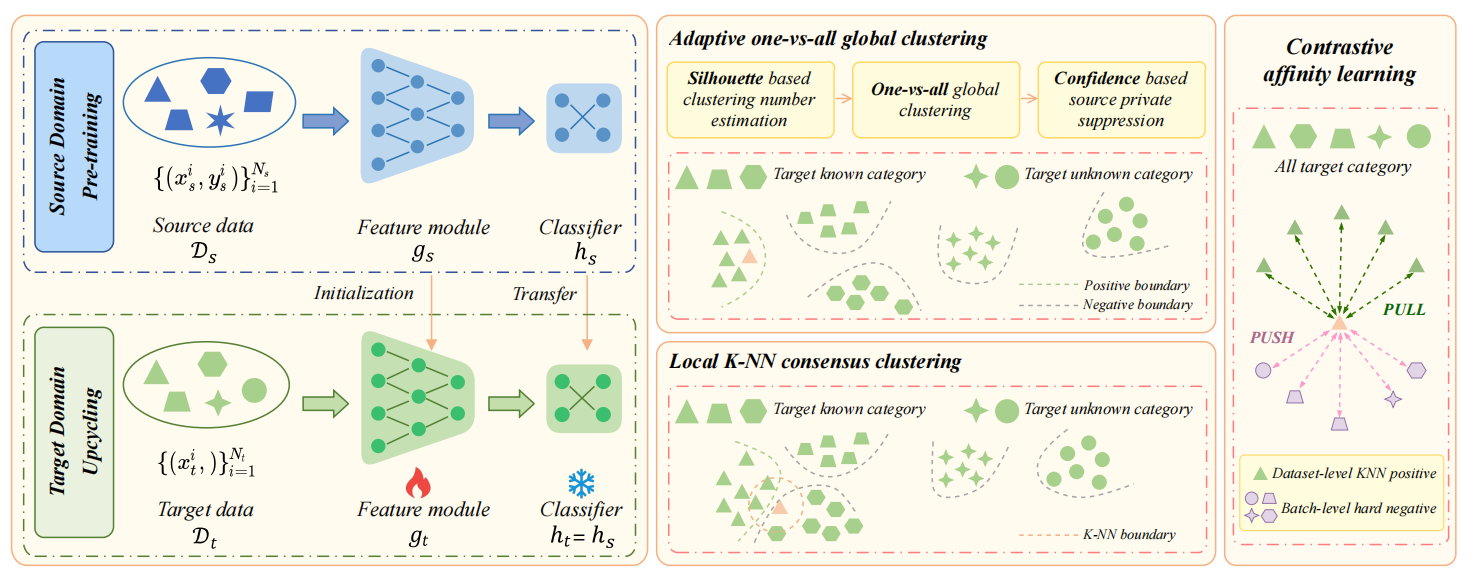 Source Domain
Pre-training
{(x_s^i, y_s^i)}_{i=1}^{N_s}
Source data
𝒟_s
Feature module
g_s
Classifier
h_s
Initialization
Transfer
Target Domain
Upcycling
{(x_t^i,)}_{i=1}^{N_t}
Target data
𝒟_t
Feature module
g_t
Classifier
h_t = h_s
Adaptive one-vs-all global clustering
Silhouette based
clustering number
estimation
One-vs-all global
clustering
Confidence based
source private
suppression
Target known category
Target unknown category
Positive boundary
Negative boundary
Local K-NN consensus clustering
Target known category
Target unknown category
K-NN boundary
Contrastive
affinity learning
All target category
PULL
PUSH
Dataset-level KNN positive
Batch-level hard negative